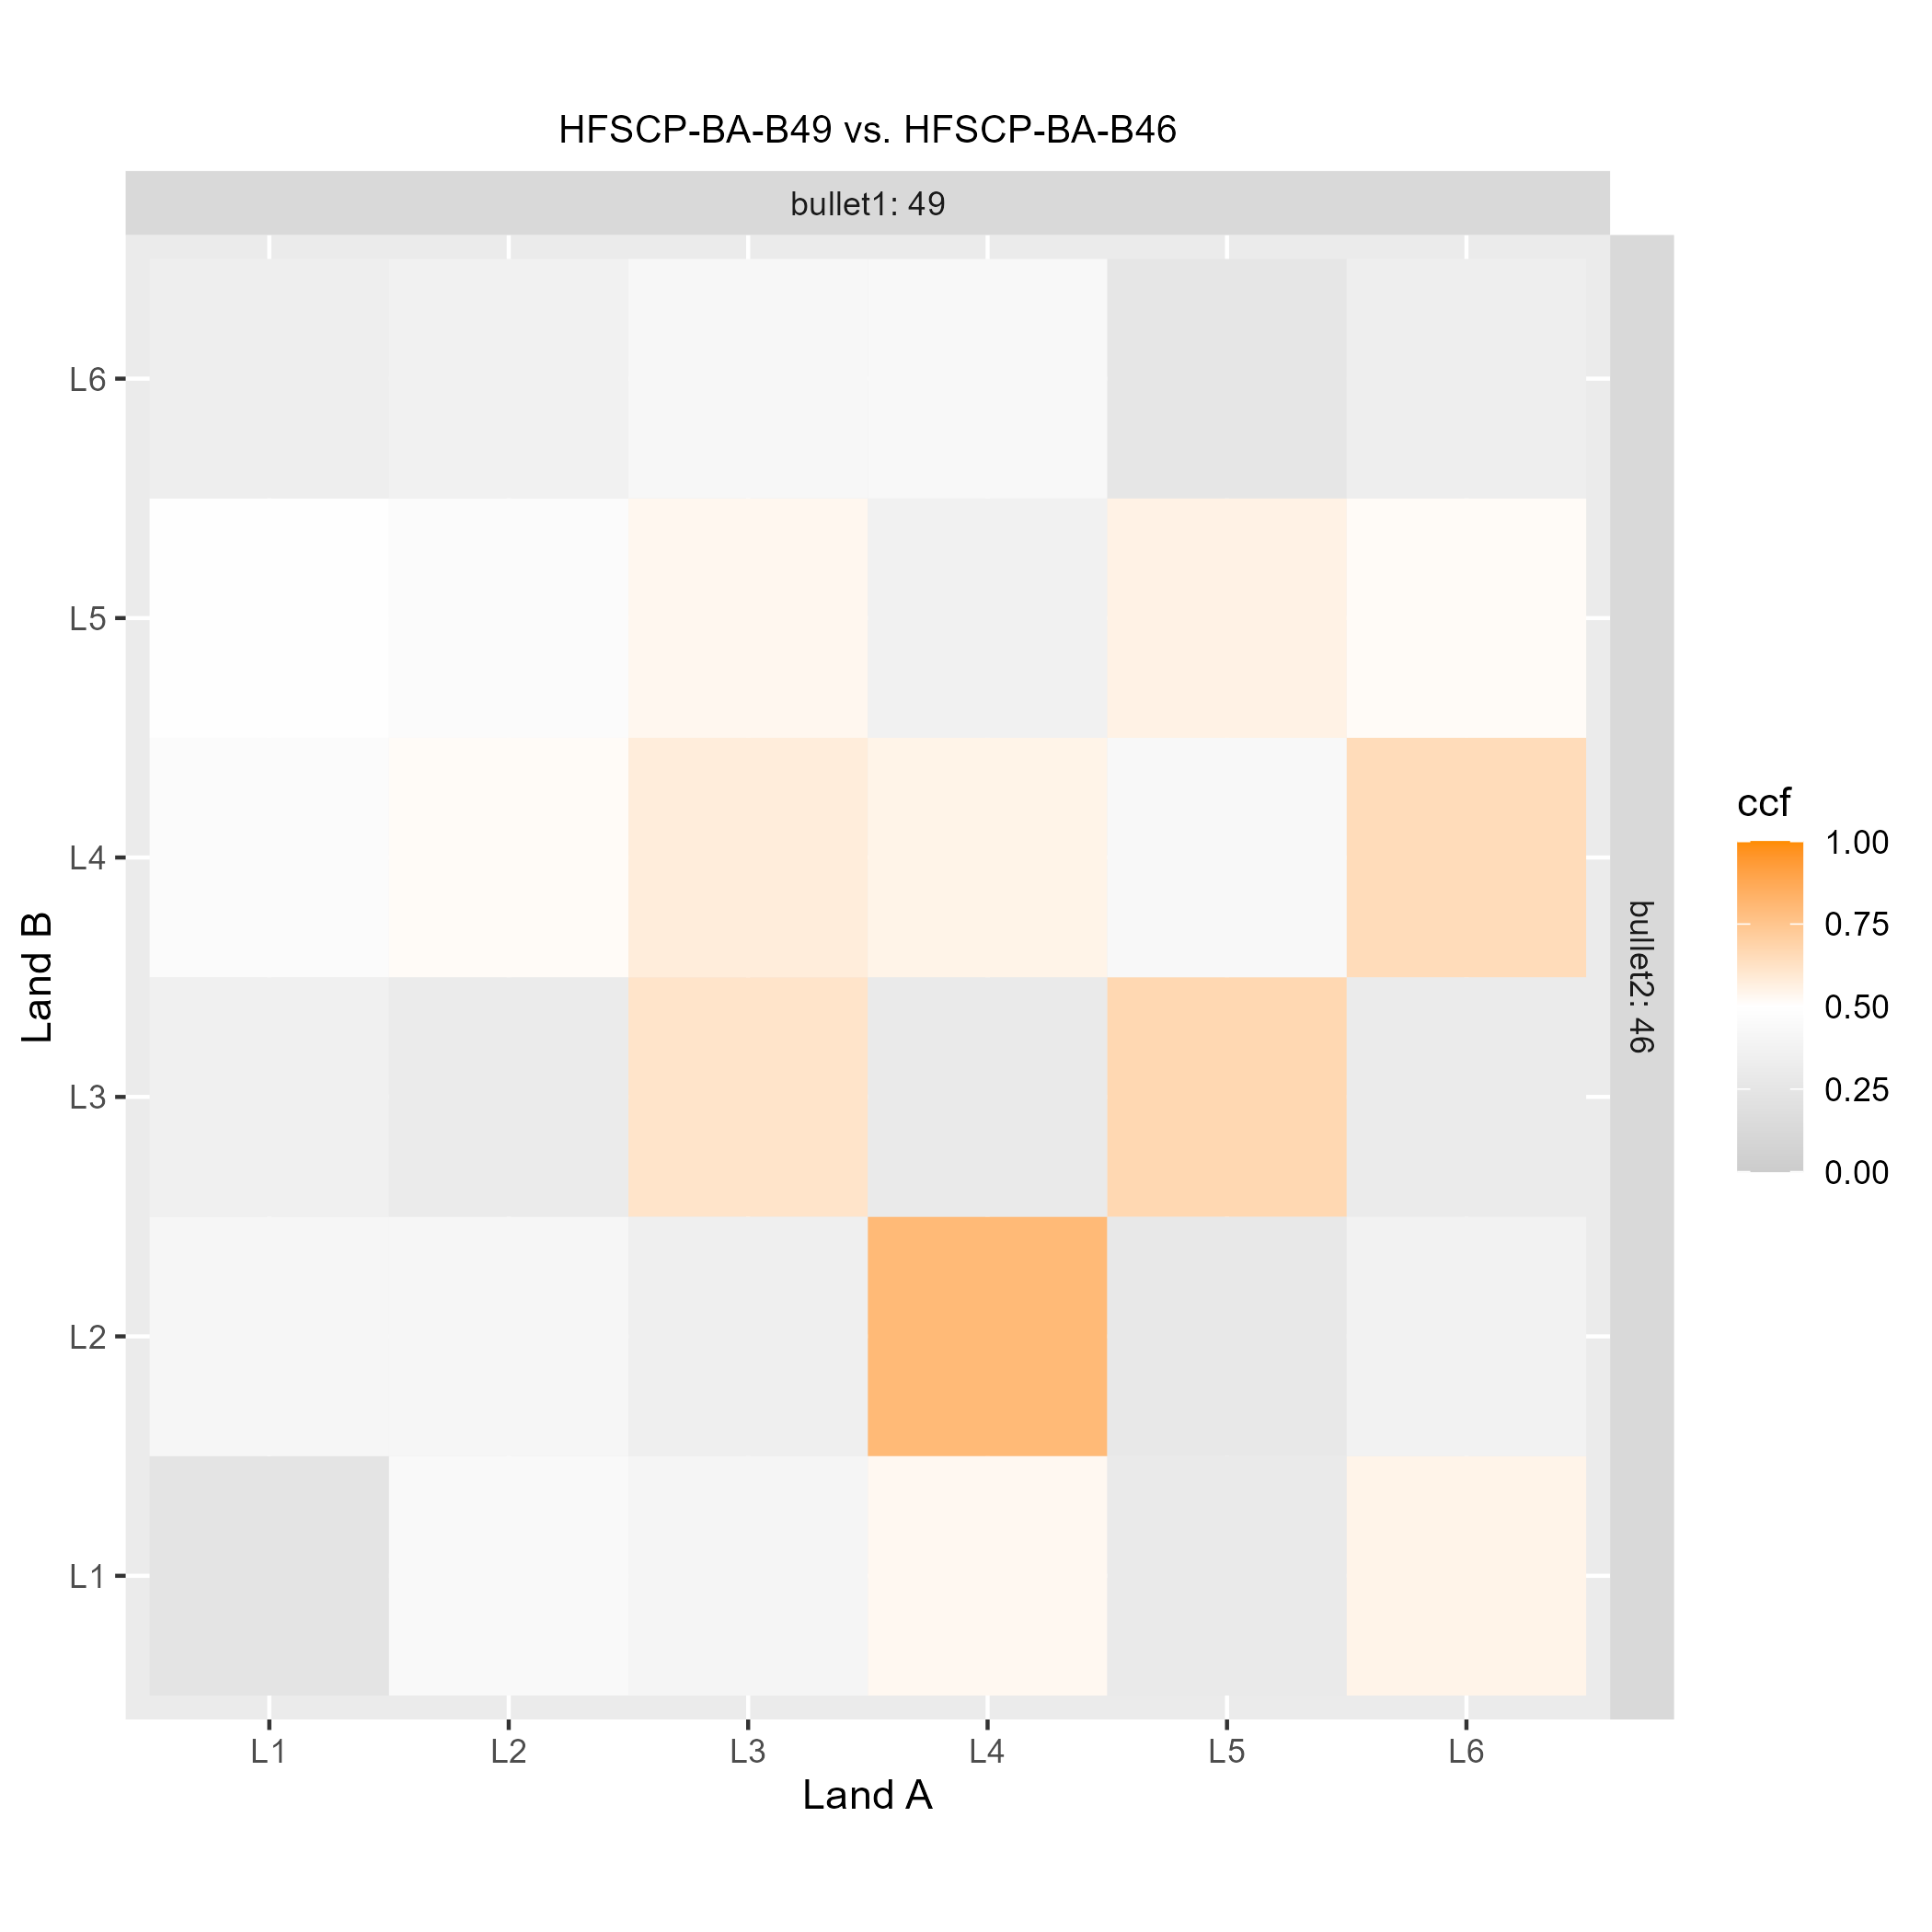 HFSCP-BA-B49 vs. HFSCP-BA-B46
bullet1: 49
L6
L5
L4
L3
L2
L1
Land B
bullet2: 46
L1 L2 L3 L4 L5 L6
Land A
ccf
1.00
0.75
0.50
0.25
0.00